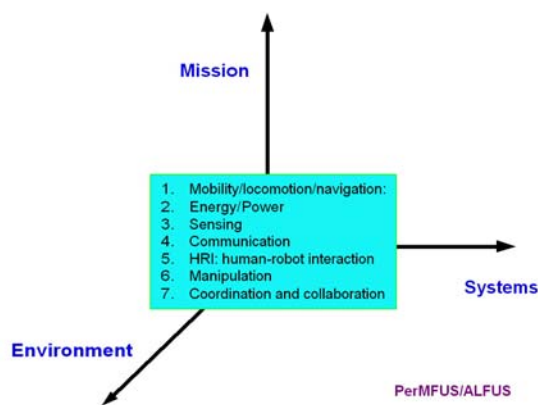 Mission
1. Mobility/locomotion/navigation:
2. Energy/Power
3. Sensing
4. Communication
5. HRI: human-robot interaction
6. Manipulation
7. Coordination and collaboration
Systems
Environment
PerMFUS/ALFUS